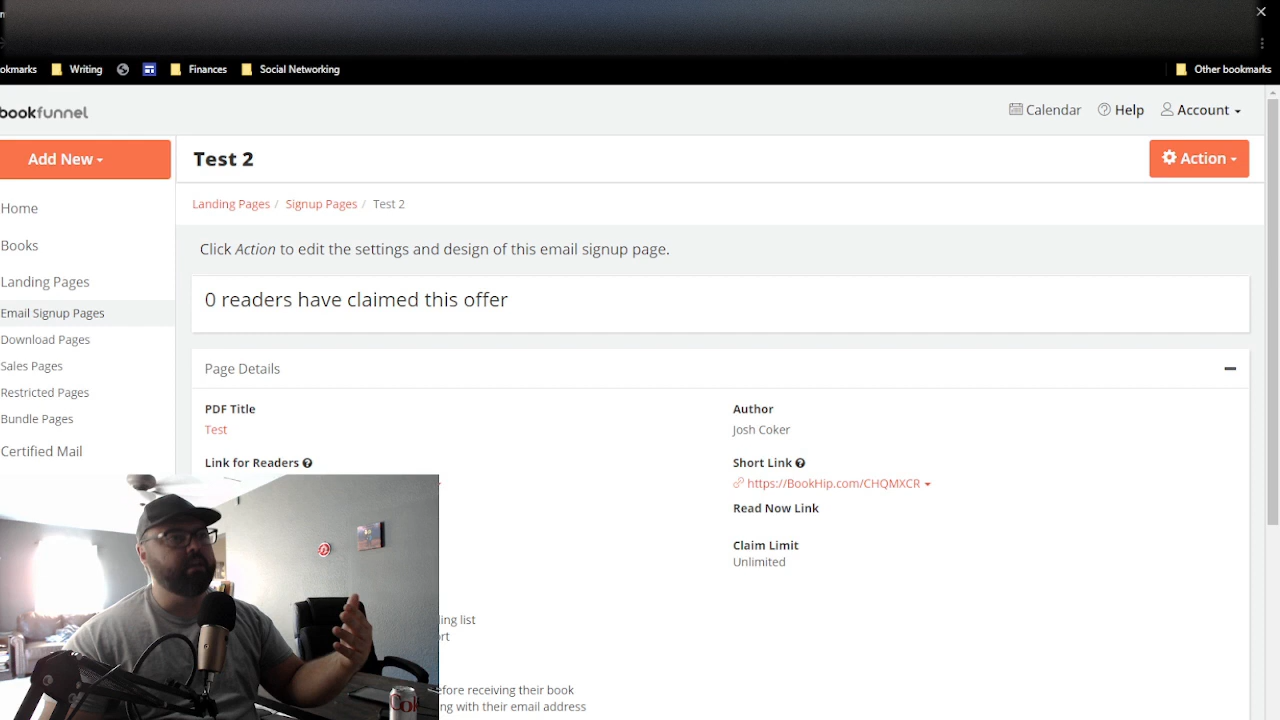 okmarks Writing Finances Social Networking Other bookmarks
bookfunnel Calendar Help Account
Add New Test 2 Action
Home
Landing Pages / Signup Pages / Test 2
Books
Click Action to edit the settings and design of this email signup page.
Landing Pages
0 readers have claimed this offer
Email Signup Pages
Download Pages
Sales Pages
Page Details
Restricted Pages
Bundle Pages
PDF Title Author
Test Josh Coker
Certified Mail
Link for Readers Short Link
https://BookHip.com/CHQMXCR
Read Now Link
Claim Limit
Unlimited
ing list
ort
efore receiving their book
ng with their email address